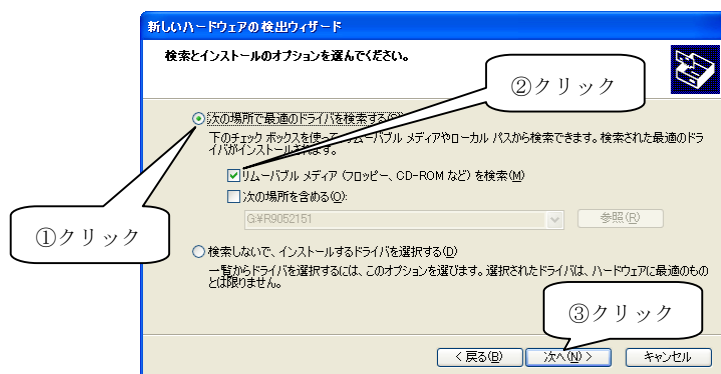 新しいハードウェアの検出ウィザード
検索とインストールのオプションを選んでください。
②クリック
次の場所で最適のドライバを検索する(S)
下のチェック ボックスを使って、リムーバブル メディアやローカル パスから検索できます。検索された最適のドラ
イバがインストールされます。
リムーバブル メディア (フロッピー、CD-ROM など) を検索(M)
次の場所を含める(O):
G:¥R9052151
参照(R)
①クリック
検索しないで、インストールするドライバを選択する(D)
一覧からドライバを選択するには、このオプションを選びます。選択されたドライバは、ハードウェアに最適のもの
とは限りません。
③クリック
< 戻る(B)
次へ(N) >
キャンセル